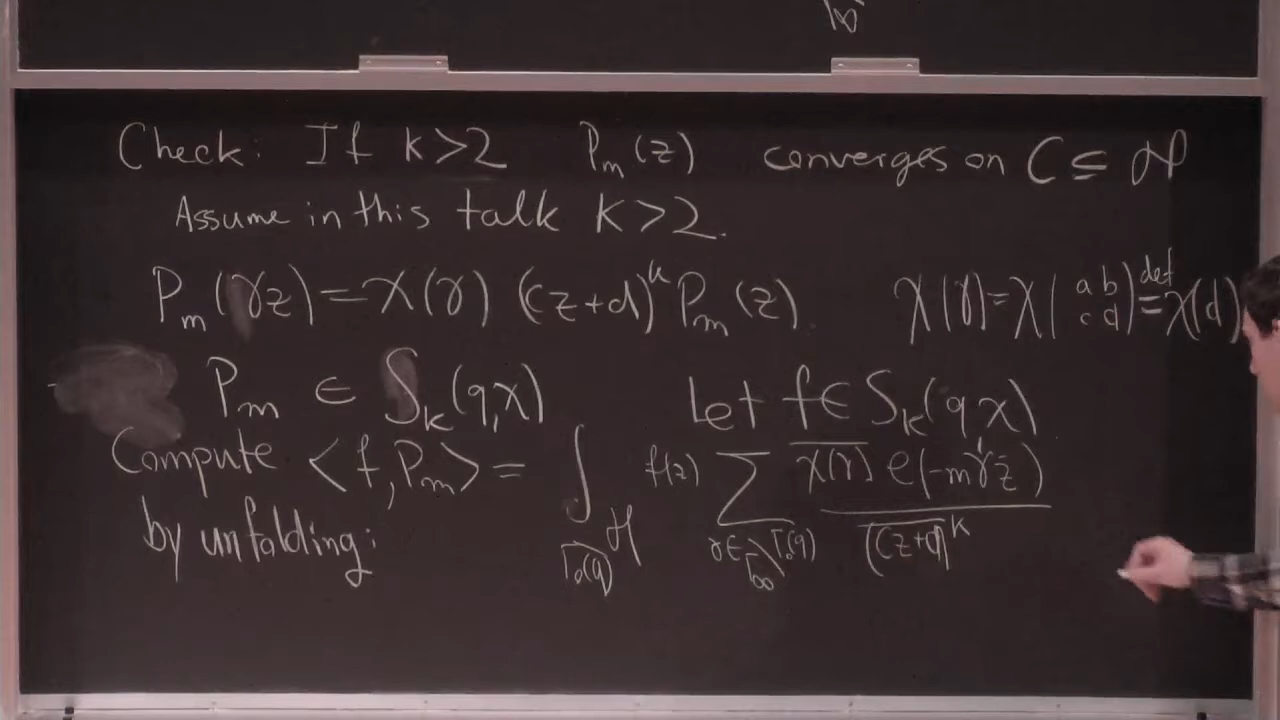 ∞
Check: If k>2 P_m(z) converges on C ⊆ H
Assume in this talk k>2.
P_m(γz)=χ(γ) (cz+d)^k P_m(z). χ(γ)=χ(a b c d) def = χ(d)
P_m ∈ S_k(q,χ) Let f∈ S_k(q χ)
Compute <f,P_m> = ∫_{Γ_0(q)\H} f(z) ∑_{γ∈Γ_∞\Γ_0(q)} \overline{χ(γ)} e(-mγz̄) / \overline{(cz+d)}^k
by unfolding: